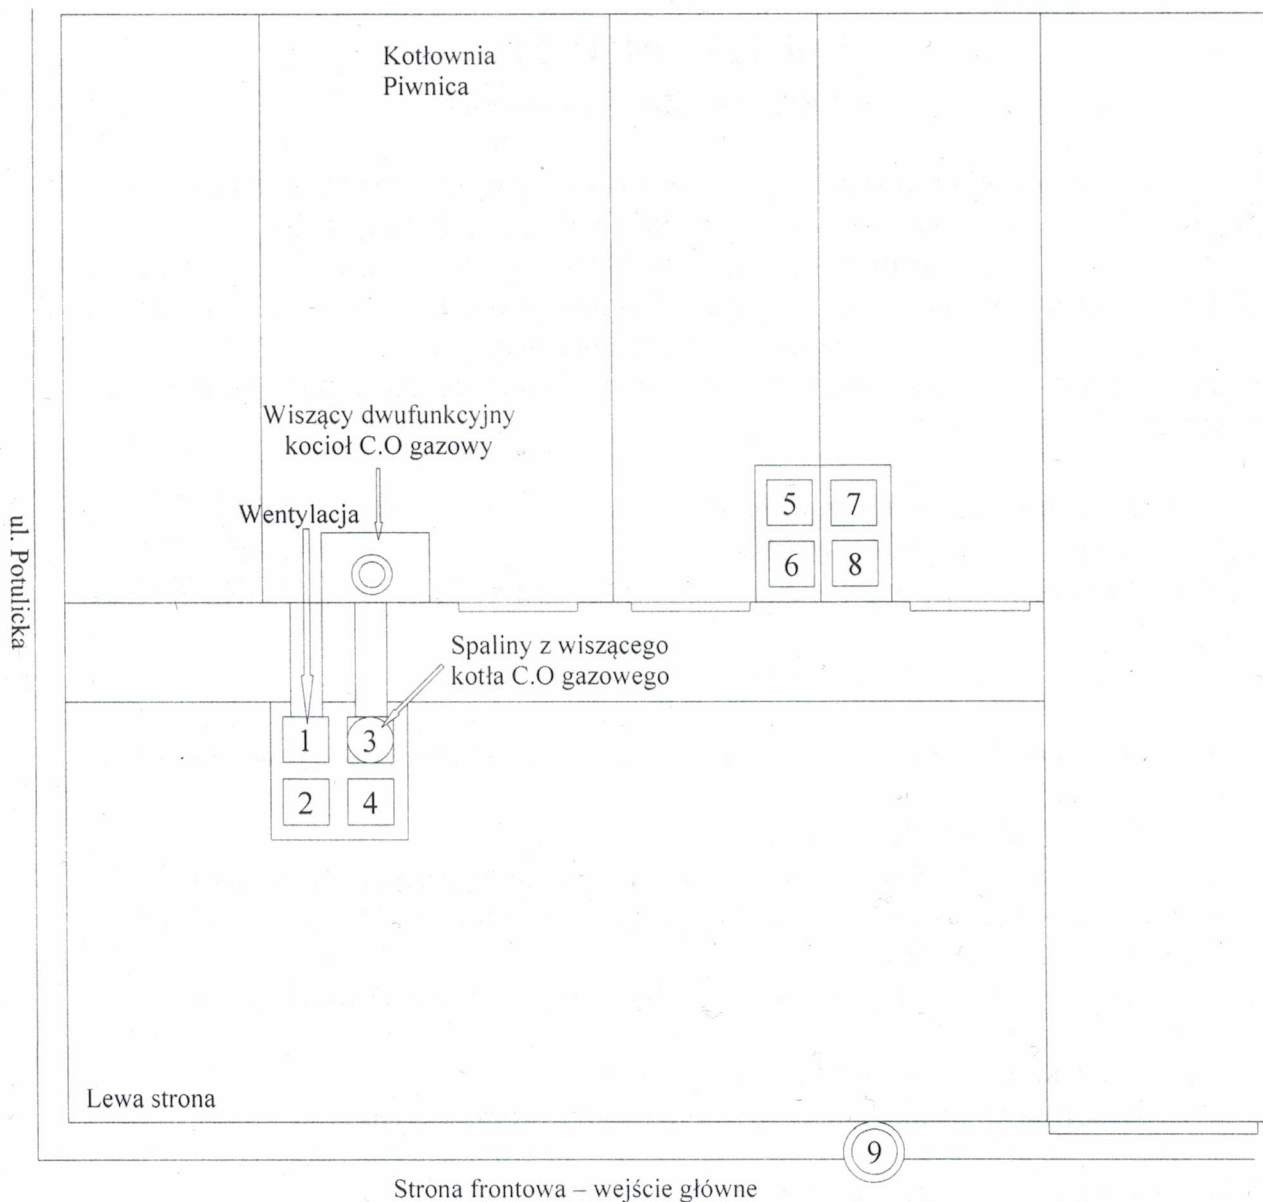 Kotłownia
Piwnica
Wiszący dwufunkcyjny
kocioł C.O gazowy
Wentylacja
5 7
6 8
ul. Potulicka
Spaliny z wiszącego
kotła C.O gazowego
1 3
2 4
Lewa strona
9
Strona frontowa – wejście główne